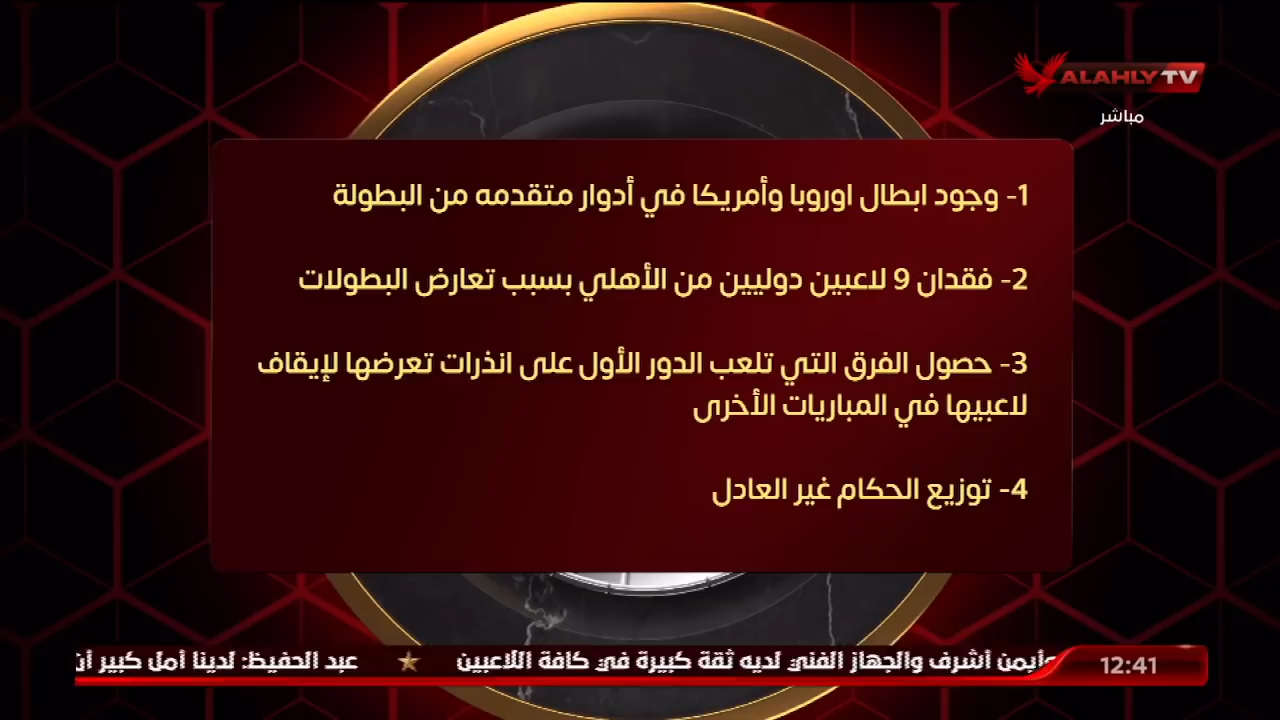 ALAHLY TV
مباشر
1- وجود ابطال اوروبا وأمريكا في أدوار متقدمه من البطولة
2- فقدان 9 لاعبين دوليين من الأهلي بسبب تعارض البطولات
3- حصول الفرق التي تلعب الدور الأول على انذرات تعرضها لإيقاف
لاعبيها في المباريات الأخرى
4- توزيع الحكام غير العادل
وأيمن أشرف والجهاز الفني لديه ثقة كبيرة في كافة اللاعبين ★ عبد الحفيظ: لدينا أمل كبير أن
12:41